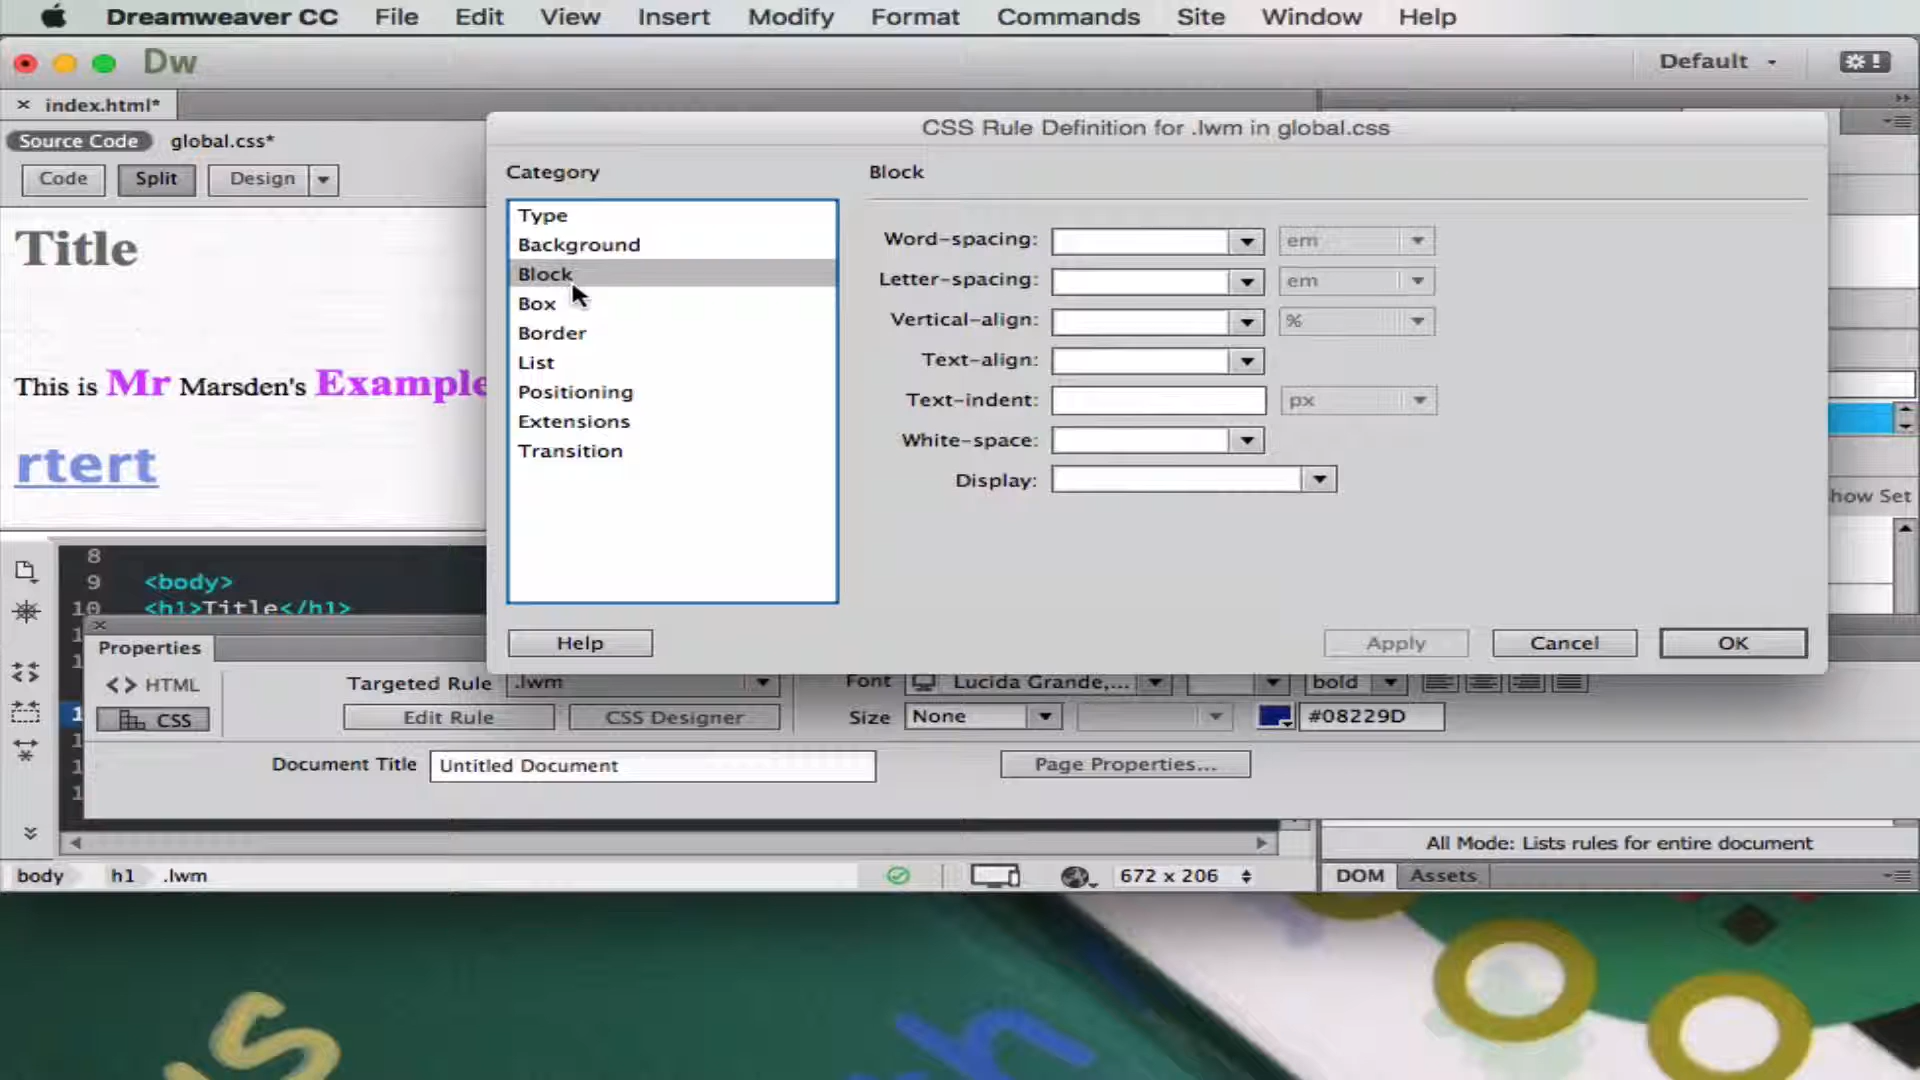 Dreamweaver CC File Edit View Insert Modify Format Commands Site Window Help
Dw
Default
index.html*
Source Code global.css*
Code Split Design
Title
This is Mr Marsden's Example
rtert
CSS Rule Definition for .lwm in global.css
Category
Type
Background
Block
Box
Border
List
Positioning
Extensions
Transition
Block
Word-spacing: em
Letter-spacing: em
Vertical-align: %
Text-align:
Text-indent: px
White-space:
Display:
Help Apply Cancel OK
how Set
8
9 <body>
10 <h1>Title</h1>
Properties
HTML
CSS
Targeted Rule .lwm
Edit Rule CSS Designer
Font Lucida Grande,... bold
Size None #08229D
Document Title Untitled Document
Page Properties...
All Mode: Lists rules for entire document
body h1 .lwm
672 x 206
DOM Assets